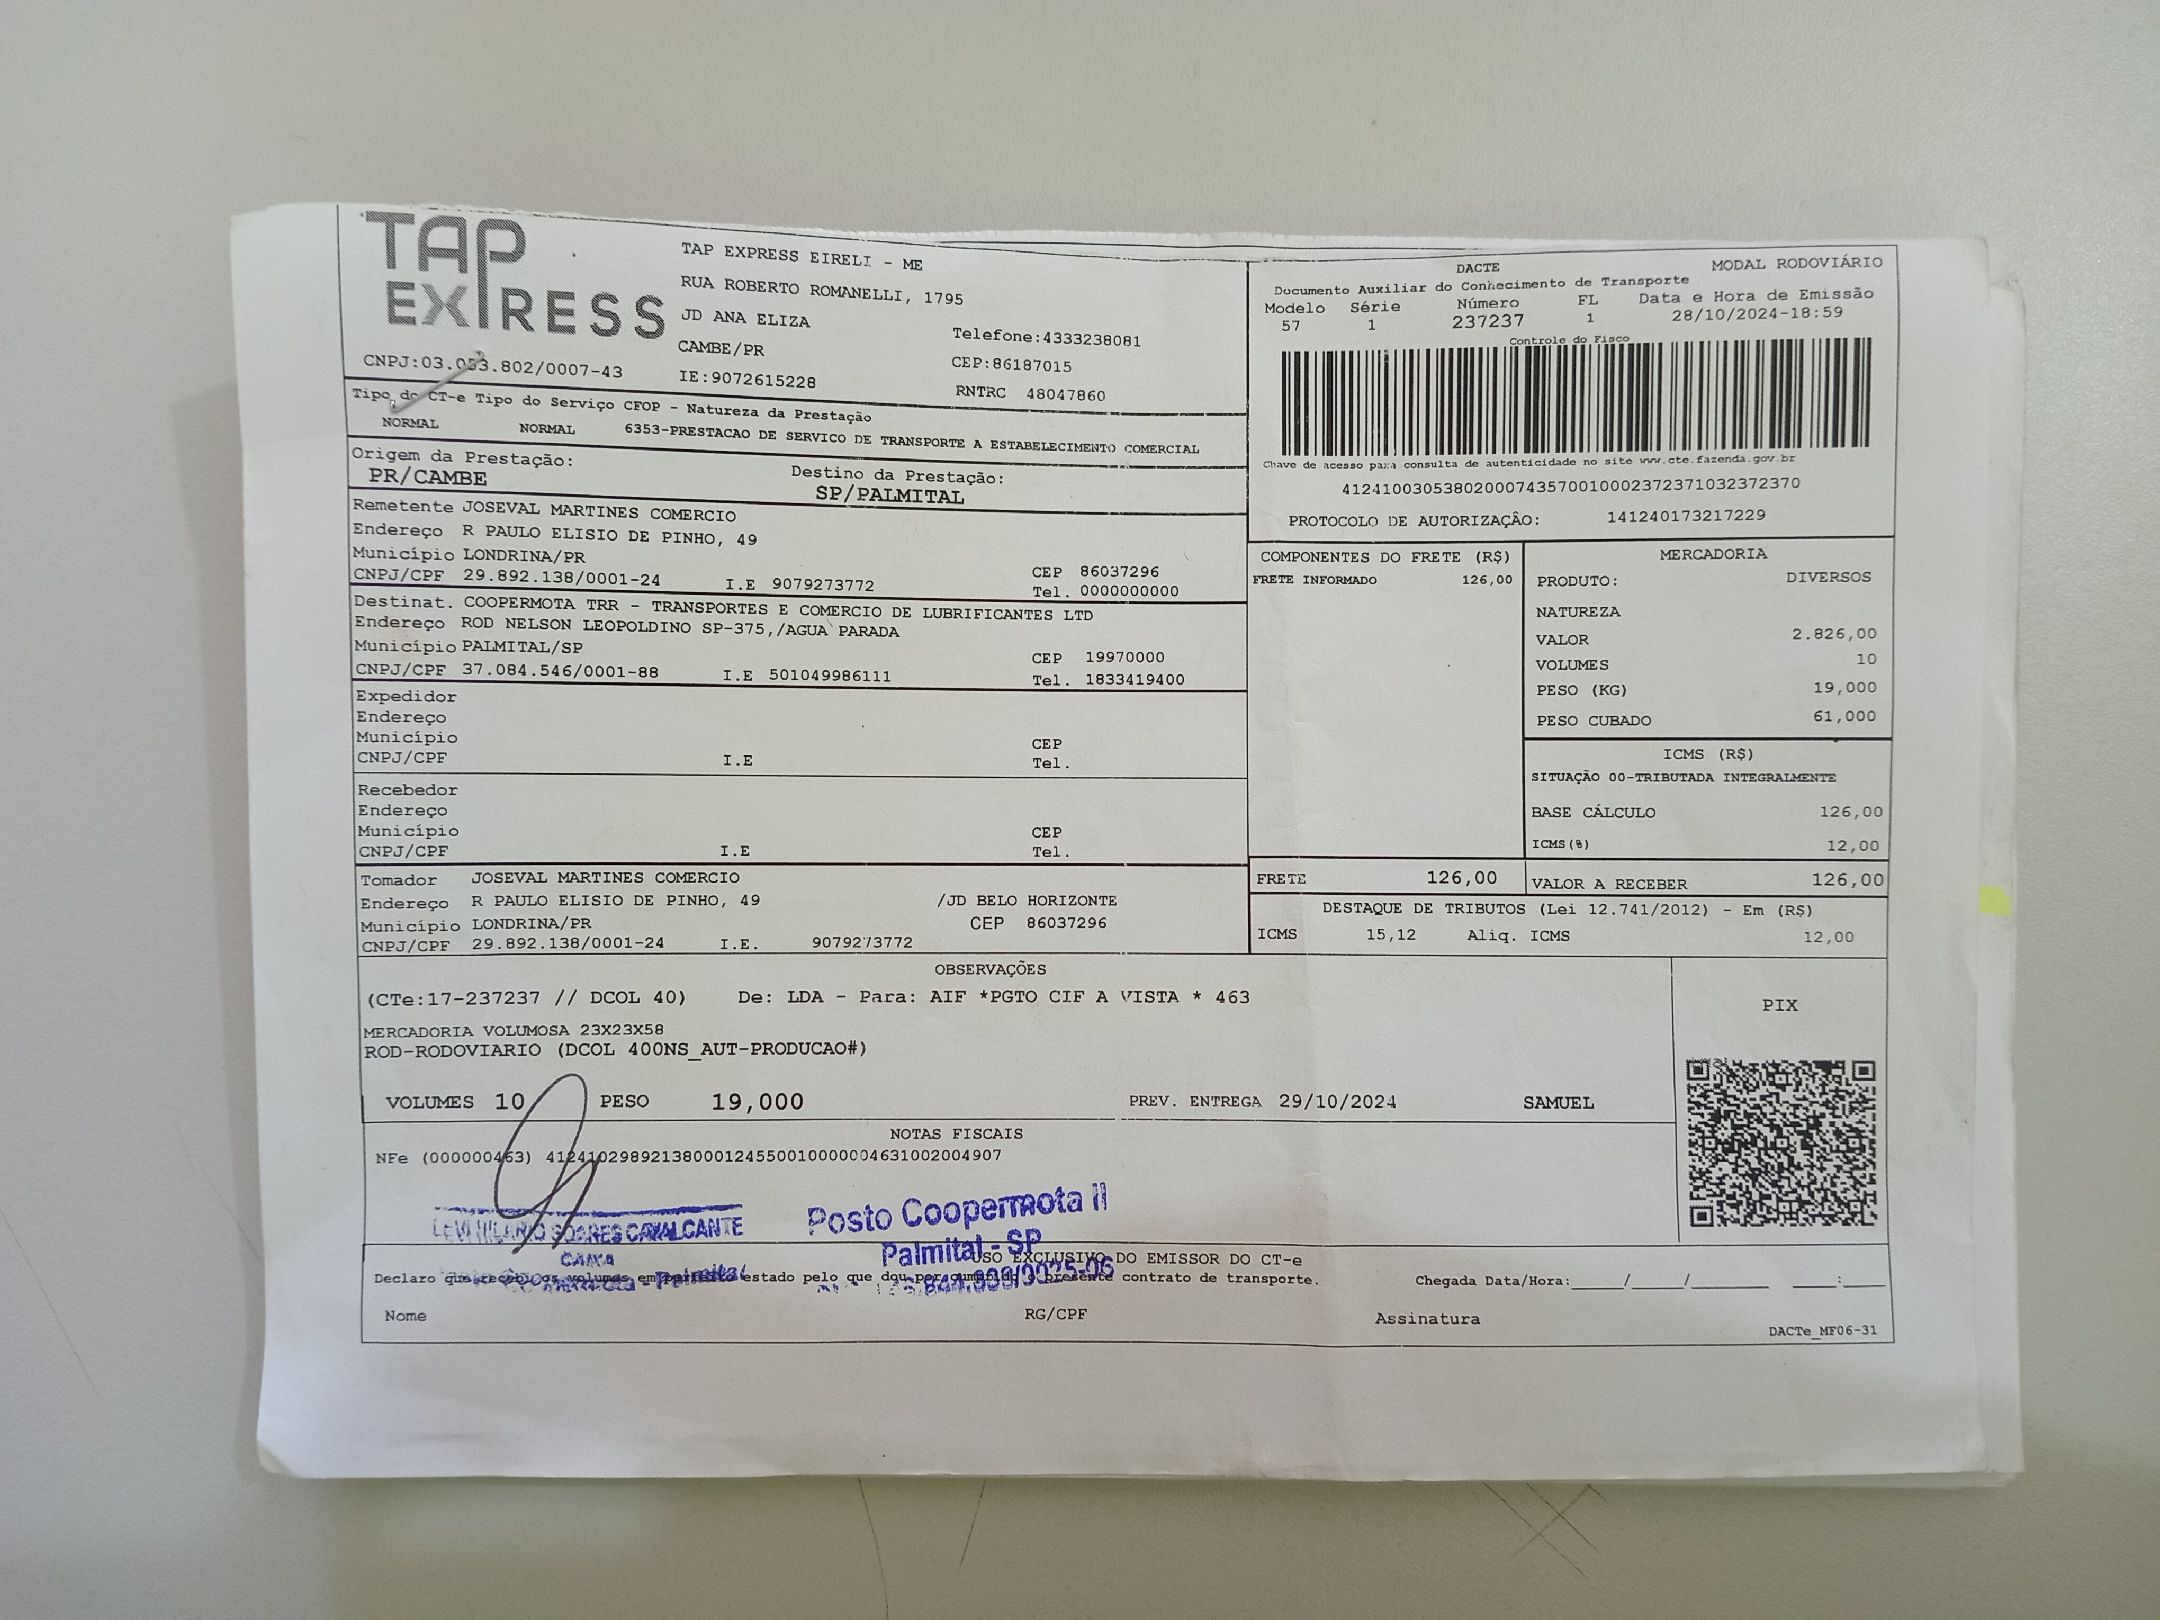 TAP
EXPRESS
TAP EXPRESS EIRELI - ME
RUA ROBERTO ROMANELLI, 1795
JD ANA ELIZA
Telefone:4333238081
CAMBE/PR
CEP:86187015
CNPJ:03.053.802/0007-43
IE:9072615228
RNTRC 48047860
DACTE
MODAL RODOVIÁRIO
Documento Auxiliar do Conhecimento de Transporte
Modelo Série Número FL Data e Hora de Emissão
57 1 237237 1 28/10/2024-18:59
Controle do Fisco
Chave de acesso para consulta de autenticidade no site www.cte.fazenda.gov.br
41241003053802000743570010002372371032372370
PROTOCOLO DE AUTORIZAÇÃO: 141240173217229
Tipo do CT-e Tipo do Serviço CFOP - Natureza da Prestação
NORMAL NORMAL 6353-PRESTACAO DE SERVICO DE TRANSPORTE A ESTABELECIMENTO COMERCIAL
Origem da Prestação: Destino da Prestação:
PR/CAMBE SP/PALMITAL
Remetente JOSEVAL MARTINES COMERCIO
Endereço R PAULO ELISIO DE PINHO, 49
Município LONDRINA/PR CEP 86037296
CNPJ/CPF 29.892.138/0001-24 I.E 9079273772 Tel. 0000000000
Destinat. COOPERMOTA TRR - TRANSPORTES E COMERCIO DE LUBRIFICANTES LTD
Endereço ROD NELSON LEOPOLDINO SP-375,/AGUA PARADA
Município PALMITAL/SP CEP 19970000
CNPJ/CPF 37.084.546/0001-88 I.E 501049986111 Tel. 1833419400
Expedidor
Endereço
Município CEP
CNPJ/CPF I.E Tel.
Recebedor
Endereço
Município CEP
CNPJ/CPF I.E Tel.
Tomador JOSEVAL MARTINES COMERCIO
Endereço R PAULO ELISIO DE PINHO, 49 /JD BELO HORIZONTE
Município LONDRINA/PR CEP 86037296
CNPJ/CPF 29.892.138/0001-24 I.E. 9079273772
COMPONENTES DO FRETE (R$)
FRETE INFORMADO 126,00
MERCADORIA
PRODUTO: DIVERSOS
NATUREZA
VALOR 2.826,00
VOLUMES 10
PESO (KG) 19,000
PESO CUBADO 61,000
ICMS (R$)
SITUAÇÃO 00-TRIBUTADA INTEGRALMENTE
BASE CÁLCULO 126,00
ICMS(%) 12,00
FRETE 126,00 VALOR A RECEBER 126,00
DESTAQUE DE TRIBUTOS (Lei 12.741/2012) - Em (R$)
ICMS 15,12 Aliq. ICMS 12,00
OBSERVAÇÕES
(CTe:17-237237 // DCOL 40) De: LDA - Para: AIF *PGTO CIF A VISTA * 463
MERCADORIA VOLUMOSA 23X23X58
ROD-RODOVIARIO (DCOL 400NS_AUT-PRODUCAO#)
PIX
VOLUMES 10 PESO 19,000 PREV. ENTREGA 29/10/2024 SAMUEL
NOTAS FISCAIS
NFe (000000463) 41241029892138000124550010000004631002004907
LEVI HILARIO SOARES CAVALCANTE
CAIXA
Coopermota - Palmital
Posto Coopermota II
Palmital - SP
USO EXCLUSIVO DO EMISSOR DO CT-e
Declaro que recebi os volumes em perfeito estado pelo que dou por cumprido o presente contrato de transporte.
Chegada Data/Hora:____/____/______ ___:___
Nome RG/CPF Assinatura
DACTe_MF06-31